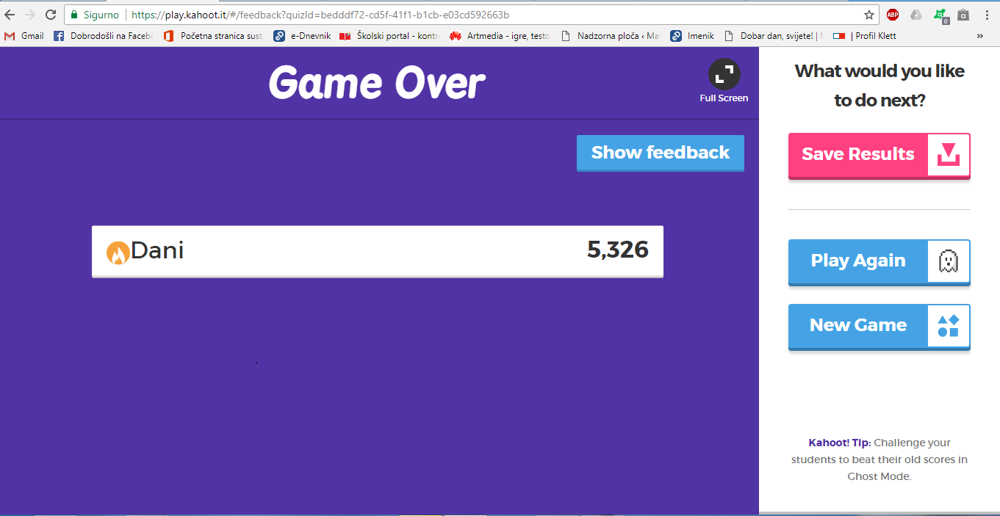 Sigurno https://play.kahoot.it/#/feedback?quizId=bedddf72-cd5f-41f1-b1cb-e03cd592663b ABP 0 a
Gmail Dobrodošli na Facebo Početna stranica sust e-Dnevnik Školski portal - kontro Artmedia - igre, testo Nadzorna ploča ‹ Ma Imenik Dobar dan, svijete! | | Profil Klett »
Game Over
Full Screen
Show feedback
Dani 5,326
What would you like
to do next?
Save Results
Play Again
New Game
Kahoot! Tip: Challenge your
students to beat their old scores in
Ghost Mode.